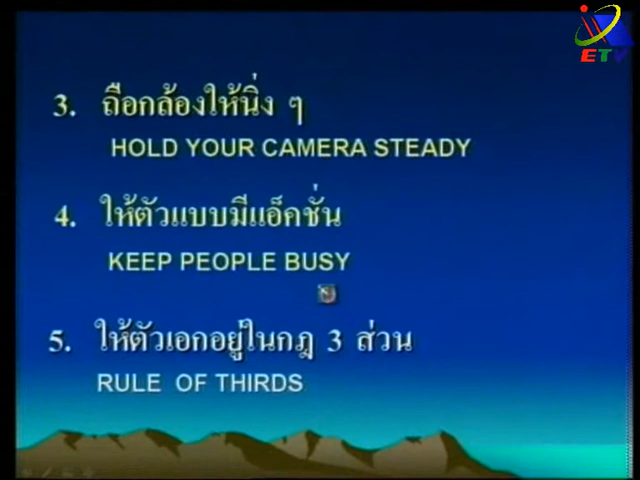 ETV
3. ถือกล้องให้นิ่ง ๆ
HOLD YOUR CAMERA STEADY
4. ให้ตัวแบบมีแอ็คชั่น
KEEP PEOPLE BUSY
5. ให้ตัวเอกอยู่ในกฎ 3 ส่วน
RULE OF THIRDS